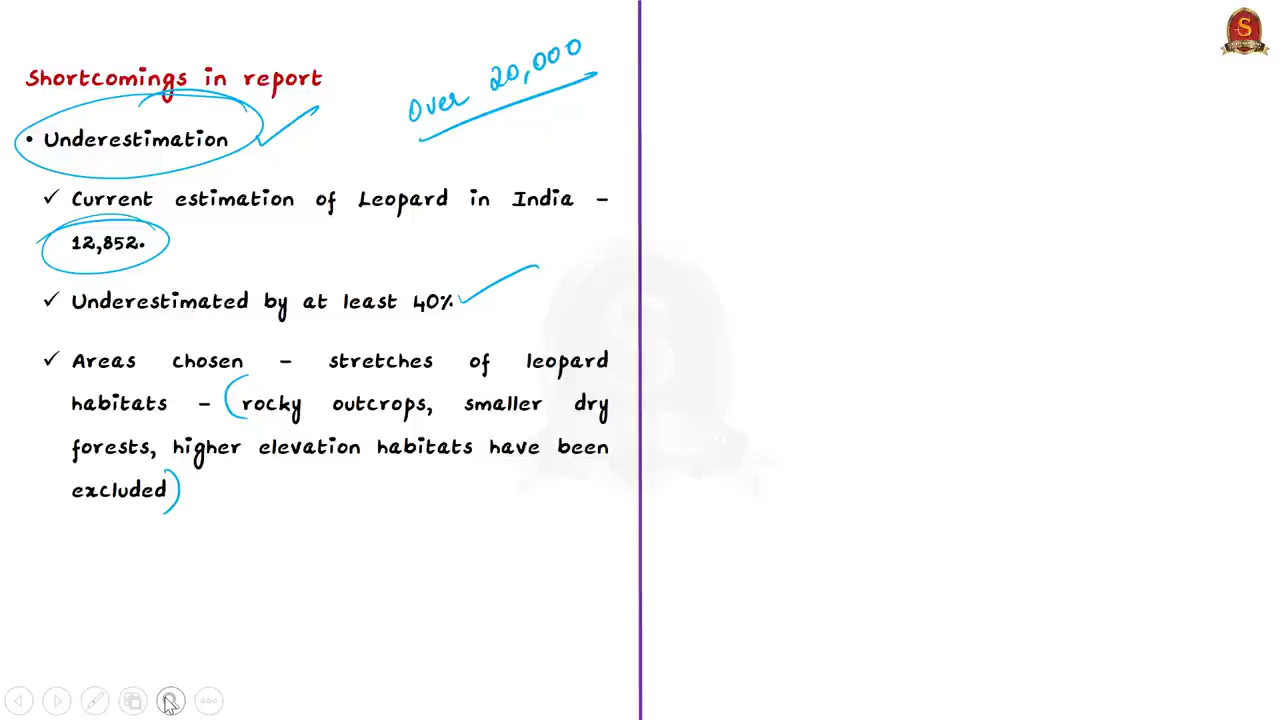 Shortcomings in report
Over 20,000
• Underestimation
✓ Current estimation of Leopard in India -
12,852.
✓ Underestimated by at least 40%
✓ Areas chosen - stretches of leopard
habitats - (rocky outcrops, smaller dry
forests, higher elevation habitats have been
excluded)
S